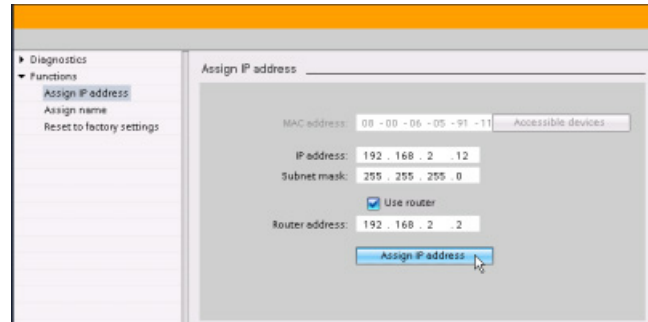 Diagnostics
Functions
Assign IP address
Assign name
Reset to factory settings
Assign IP address
MAC address: 08 - 00 - 06 - 05 - 91 - 11 Accessible devices
IP address: 192 . 168 . 2 . 12
Subnet mask: 255 . 255 . 255 . 0
Use router
Router address: 192 . 168 . 2 . 2
Assign IP address